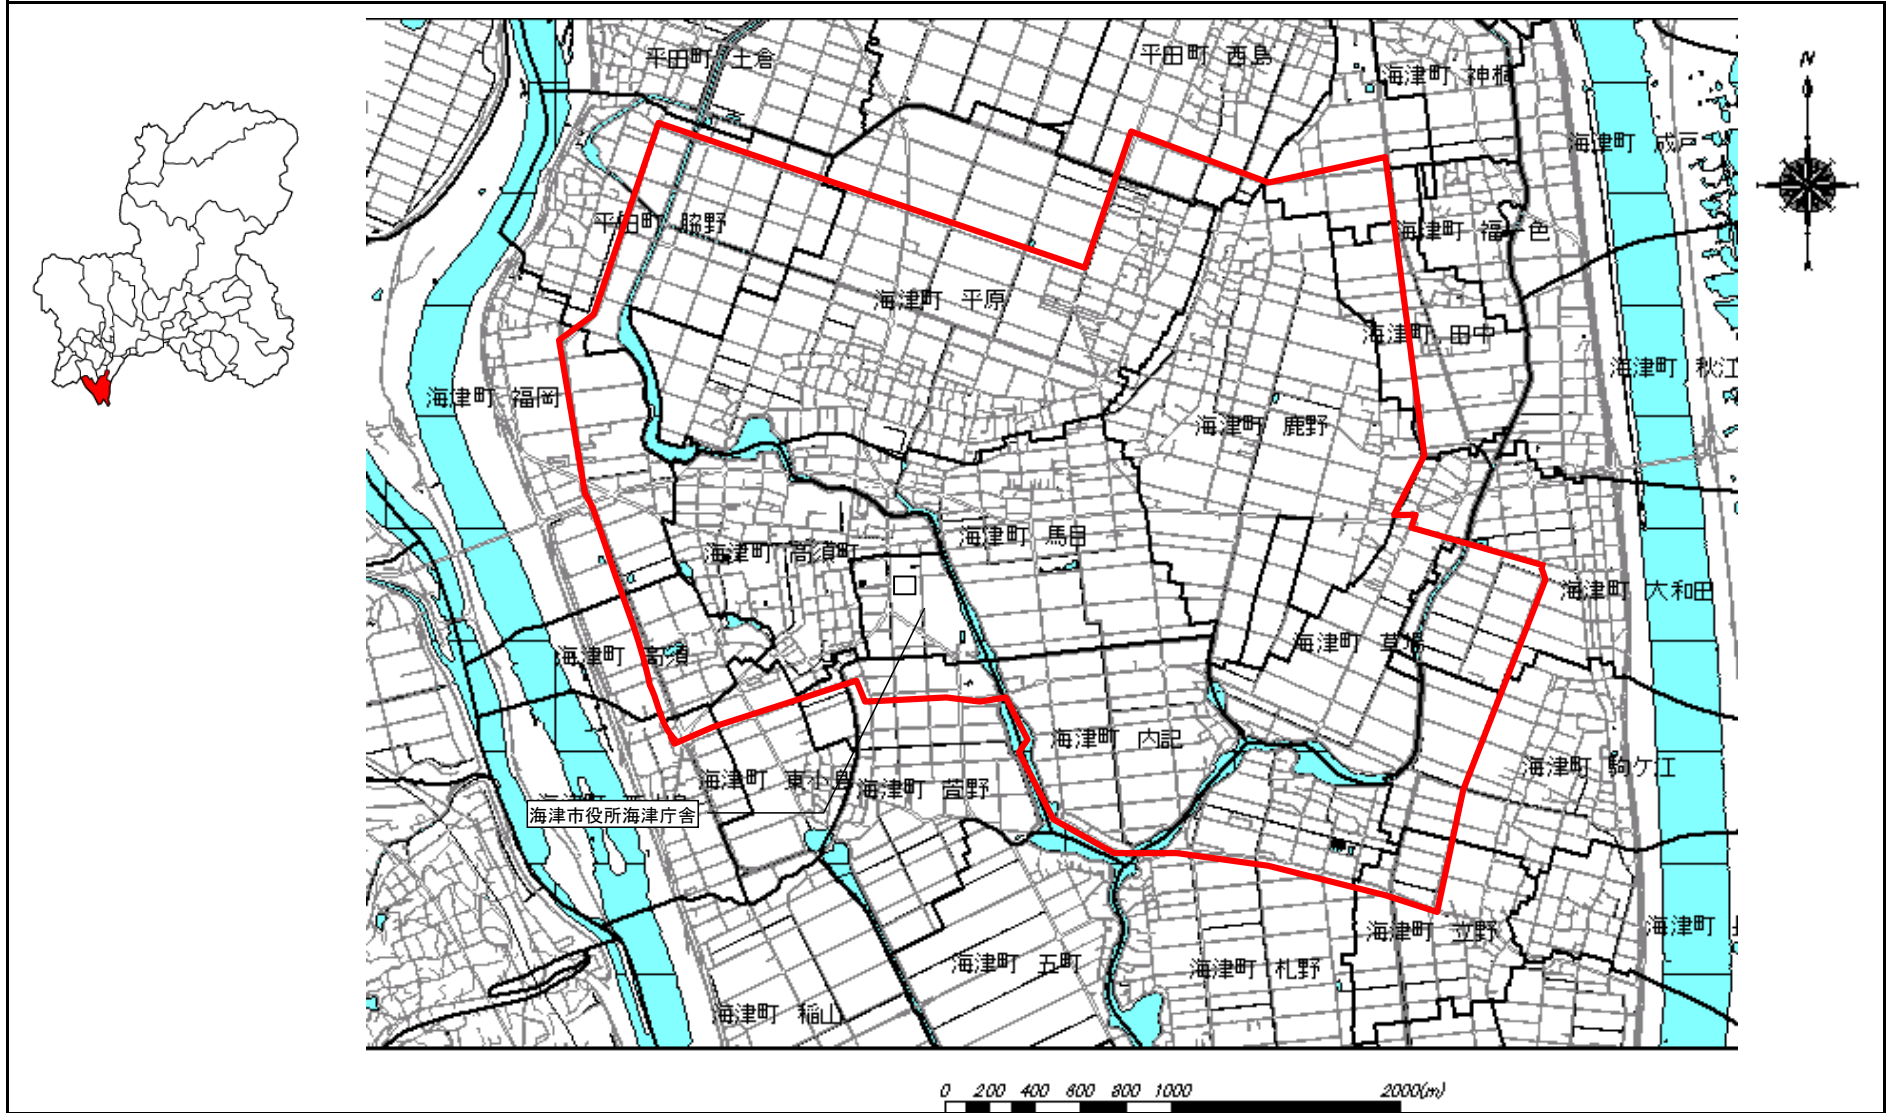 平田町 土倉
平田町 西島
海津町 神桐
N
海津町 成戸
平田町 脇野
海津町 福一色
海津町 平原
海津町 田中
海津町 秋江
海津町 福岡
海津町 鹿野
海津町 馬目
海津町 高須町
海津町 大和田
海津町 草場
海津町 高須
海津町 内記
海津町 駒ケ江
海津町 東小島
海津町 萱野
海津市役所海津庁舎
海津町
海津町 立野
海津町 五町
海津町 札野
海津町 稲山
0 200 400 600 800 1000 2000(m)